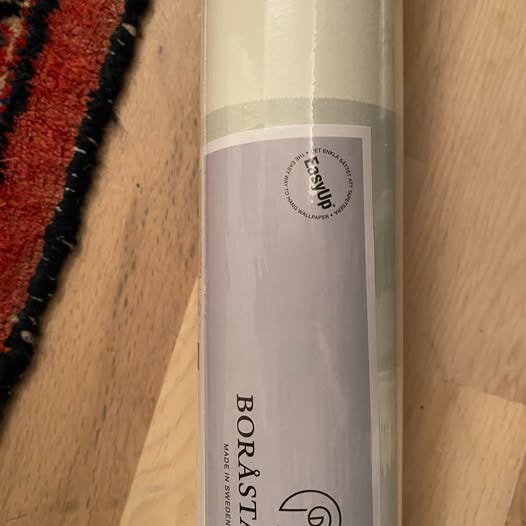 DET ENKLA SÄTTET ATT TAPETSERA • THE EASY WAY TO HANG WALLPAPER •
EasyUp®
BORÅSTA
MADE IN SWEDEN